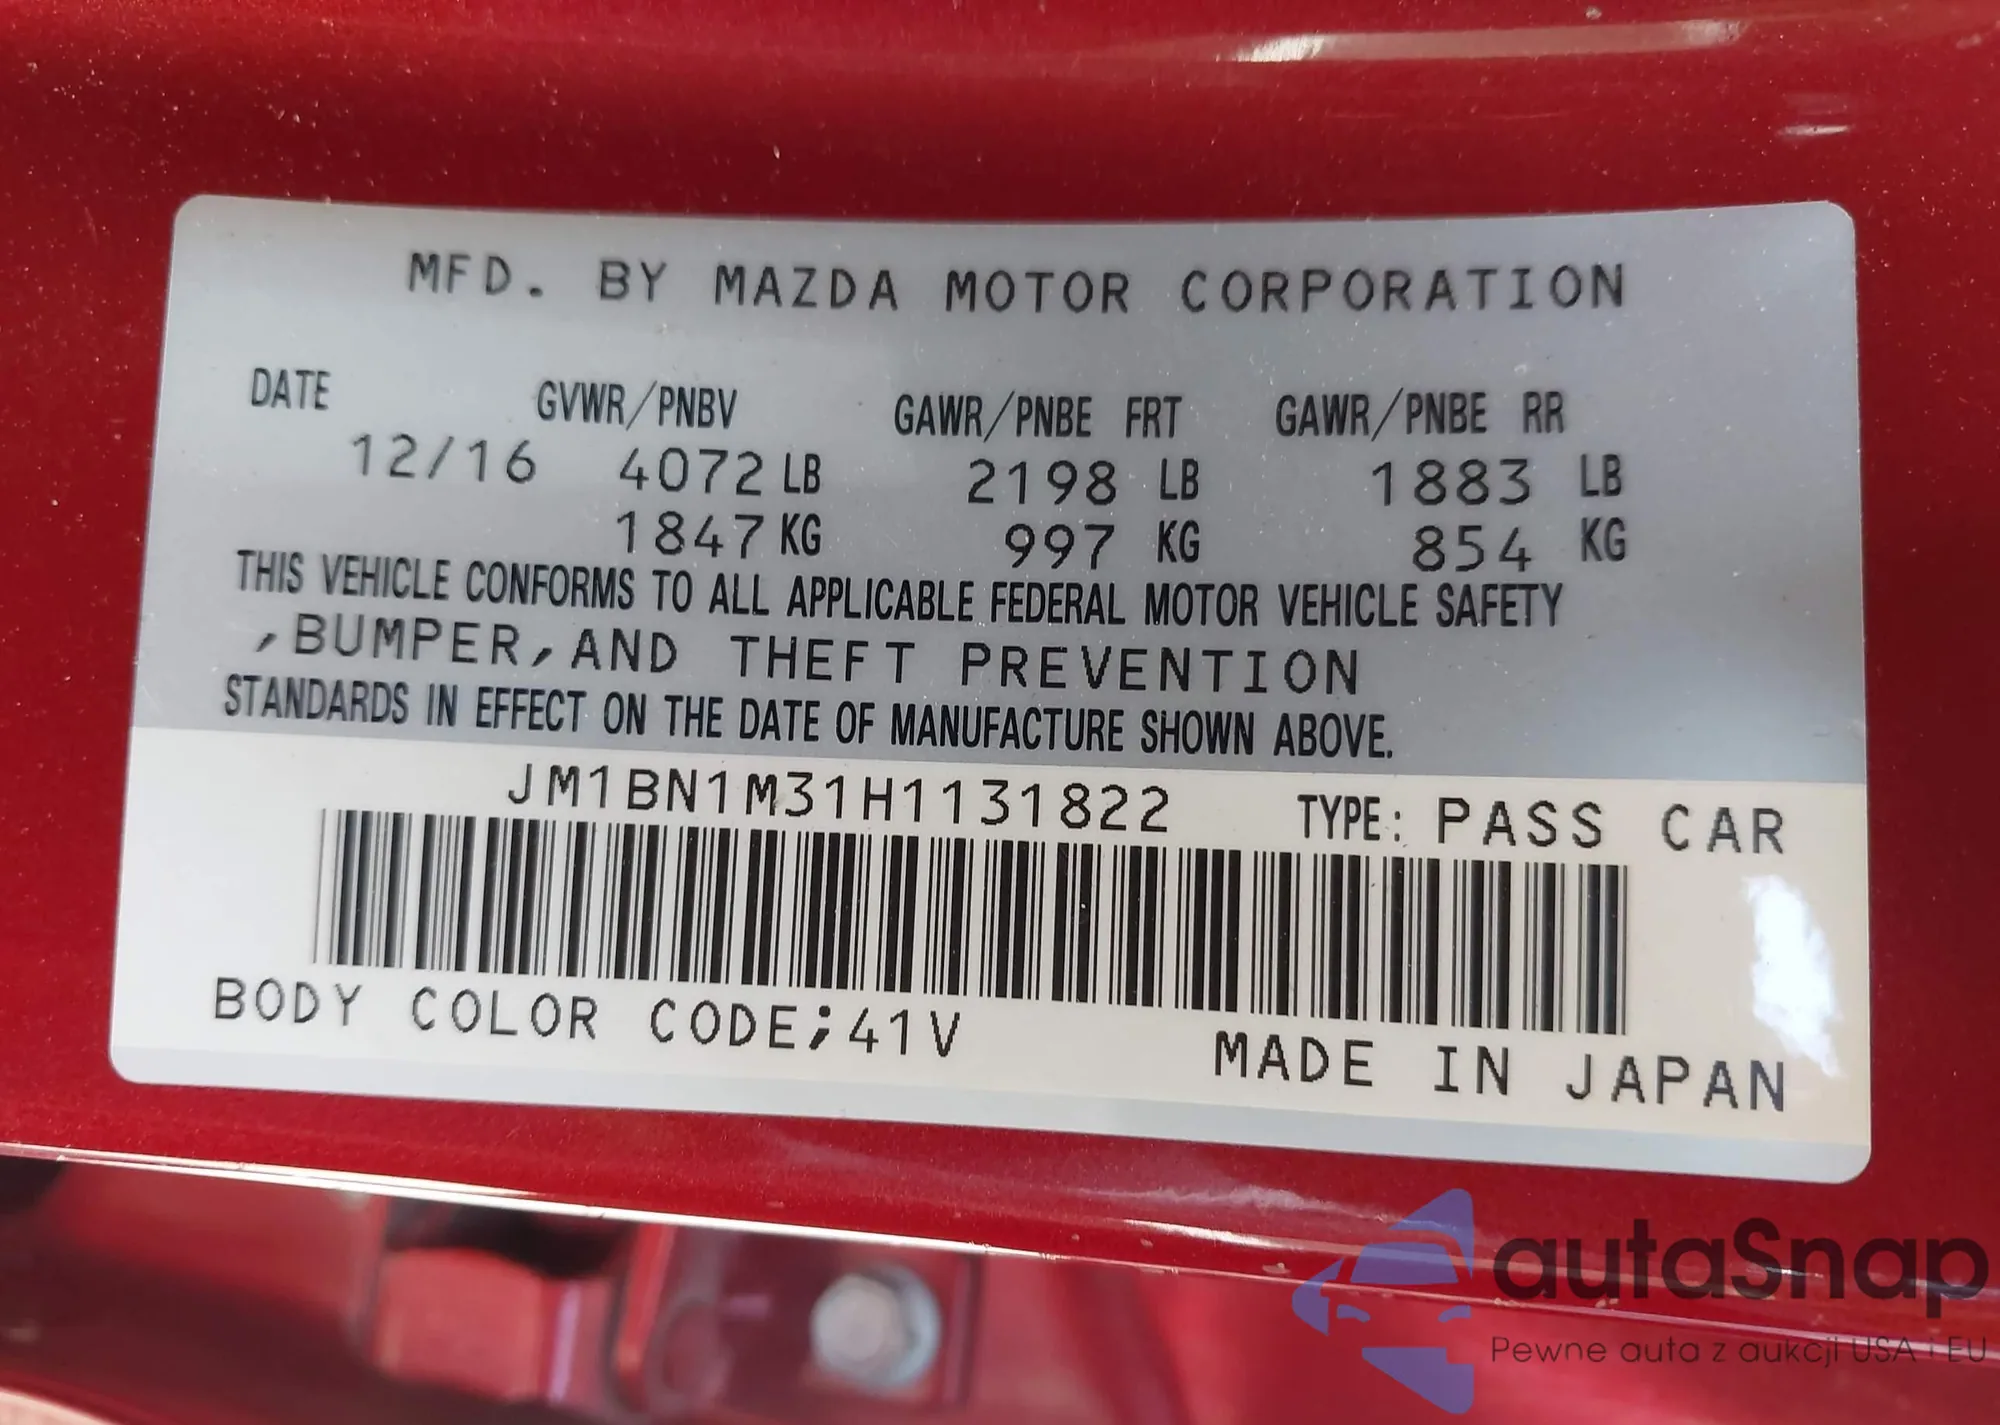 MFD. BY MAZDA MOTOR CORPORATION
DATE GVWR/PNBV GAWR/PNBE FRT GAWR/PNBE RR
12/16 4072 LB 2198 LB 1883 LB
1847 KG 997 KG 854 KG
THIS VEHICLE CONFORMS TO ALL APPLICABLE FEDERAL MOTOR VEHICLE SAFETY
,BUMPER,AND THEFT PREVENTION
STANDARDS IN EFFECT ON THE DATE OF MANUFACTURE SHOWN ABOVE.
JM1BN1M31H1131822 TYPE: PASS CAR
BODY COLOR CODE;41V
MADE IN JAPAN
autaSnap
Pewne auta z aukcji USA i EU